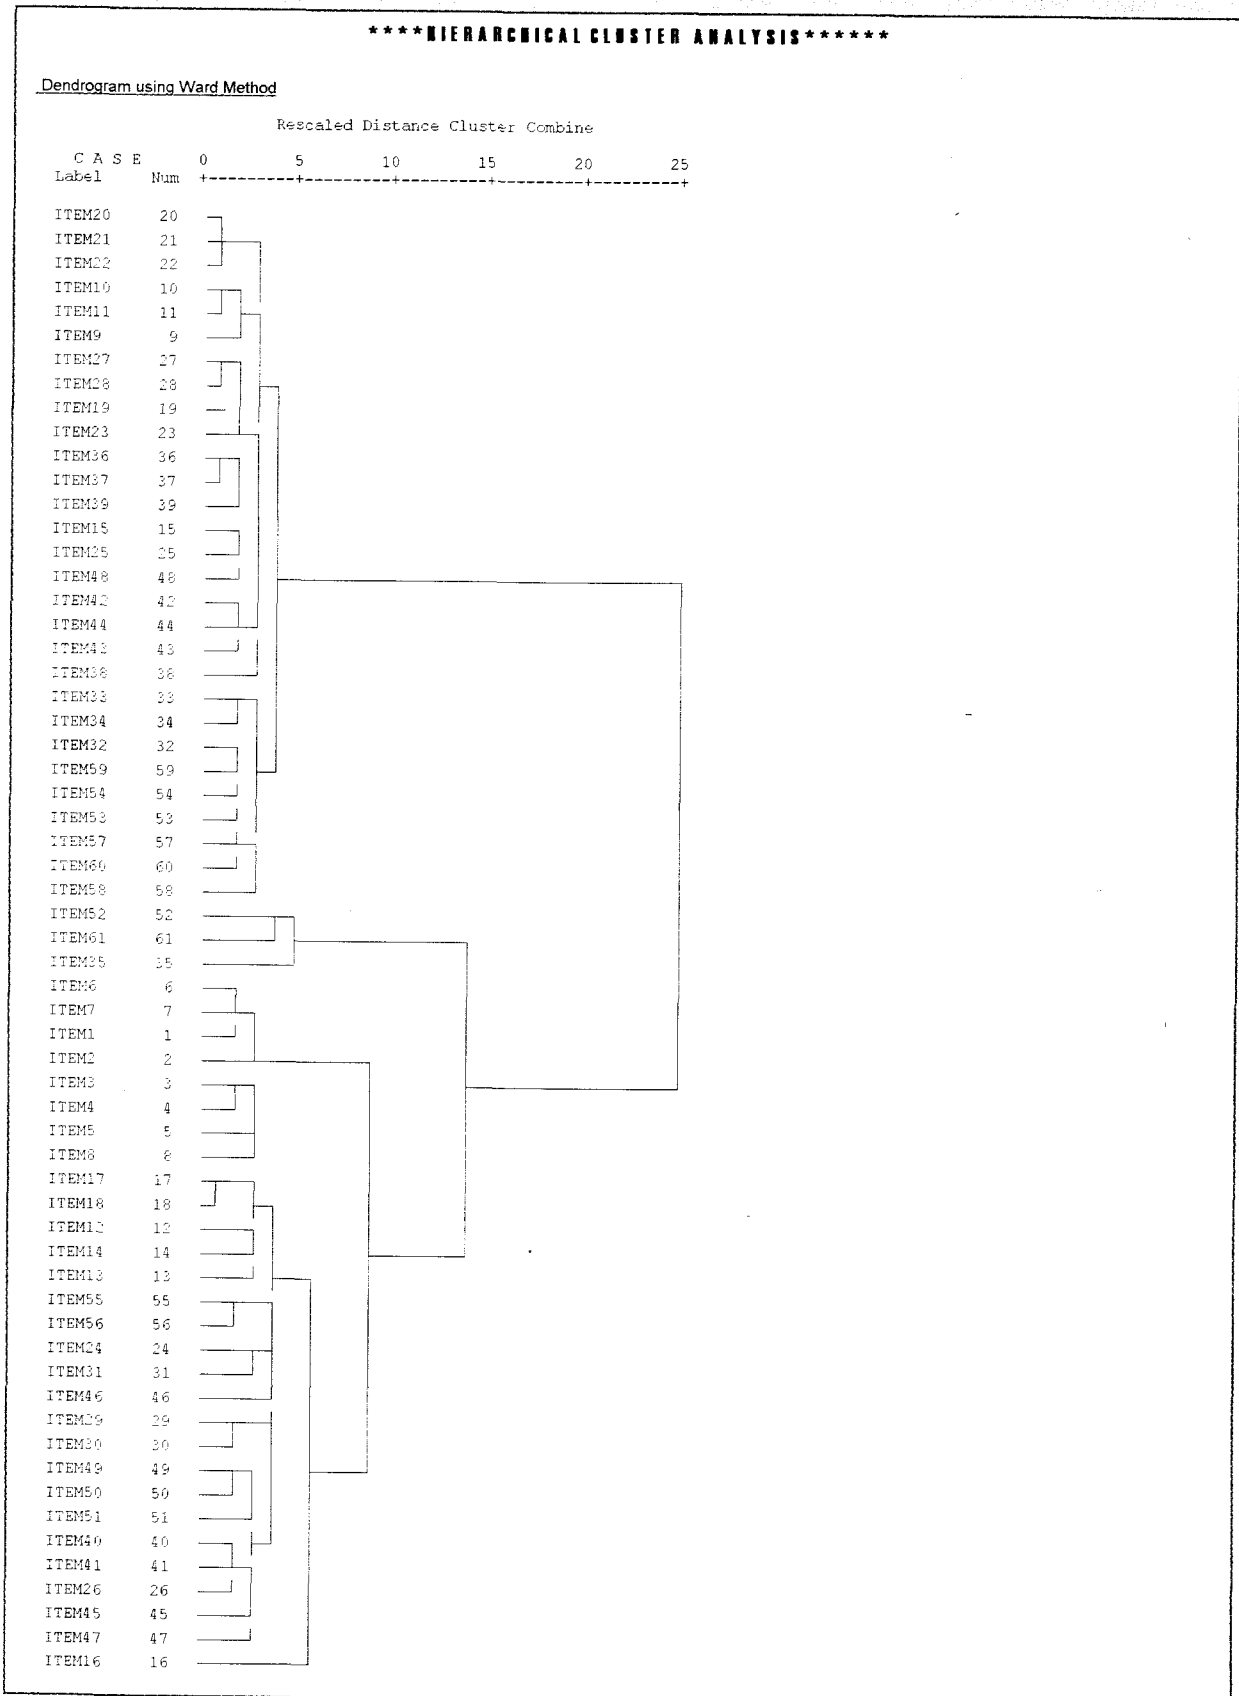 ****HIERARCHICAL CLUSTER ANALYSIS******
Dendrogram using Ward Method
Rescaled Distance Cluster Combine
C A S E 0 5 10 15 20 25
Label Num +---------+---------+---------+---------+---------+
ITEM20 20
ITEM21 21
ITEM22 22
ITEM10 10
ITEM11 11
ITEM9 9
ITEM27 27
ITEM28 28
ITEM19 19
ITEM23 23
ITEM36 36
ITEM37 37
ITEM39 39
ITEM15 15
ITEM25 25
ITEM48 48
ITEM42 42
ITEM44 44
ITEM43 43
ITEM38 38
ITEM33 33
ITEM34 34
ITEM32 32
ITEM59 59
ITEM54 54
ITEM53 53
ITEM57 57
ITEM60 60
ITEM58 58
ITEM52 52
ITEM61 61
ITEM35 35
ITEM6 6
ITEM7 7
ITEM1 1
ITEM2 2
ITEM3 3
ITEM4 4
ITEM5 5
ITEM8 8
ITEM17 17
ITEM18 18
ITEM12 12
ITEM14 14
ITEM13 13
ITEM55 55
ITEM56 56
ITEM24 24
ITEM31 31
ITEM46 46
ITEM29 29
ITEM30 30
ITEM49 49
ITEM50 50
ITEM51 51
ITEM40 40
ITEM41 41
ITEM26 26
ITEM45 45
ITEM47 47
ITEM16 16